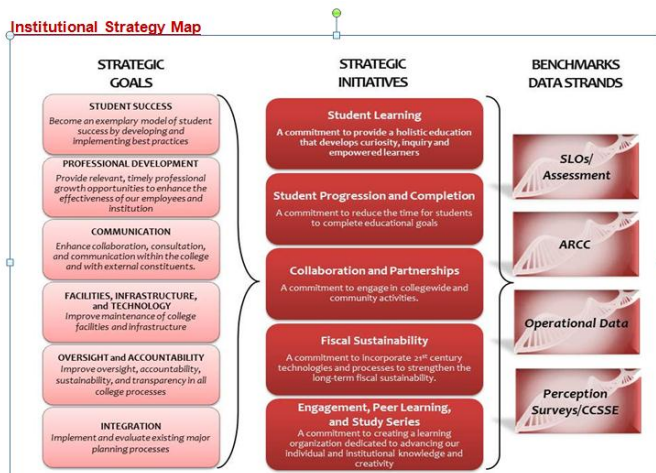 Institutional Strategy Map
STRATEGIC
GOALS
STUDENT SUCCESS
Become an exemplary model of student
success by developing and
implementing best practices
PROFESSIONAL DEVELOPMENT
Provide relevant, timely professional
growth opportunities to enhance the
effectiveness of our employees and
institution
COMMUNICATION
Enhance collaboration, consultation,
and communication within the college
and with external constituents.
FACILITIES, INFRASTRUCTURE,
and TECHNOLOGY
Improve maintenance of college
facilities and infrastructure
OVERSIGHT and ACCOUNTABILITY
Improve oversight, accountability,
sustainability, and transparency in all
college processes
INTEGRATION
Implement and evaluate existing major
planning processes
STRATEGIC
INITIATIVES
Student Learning
A commitment to provide a holistic education
that develops curiosity, inquiry and
empowered learners
Student Progression and Completion
A commitment to reduce the time for students
to complete educational goals
Collaboration and Partnerships
A commitment to engage in collegewide and
community activities.
Fiscal Sustainability
A commitment to incorporate 21st century
technologies and processes to strengthen the
long-term fiscal sustainability.
Engagement, Peer Learning,
and Study Series
A commitment to creating a learning
organization dedicated to advancing our
individual and institutional knowledge and
creativity
BENCHMARKS
DATA STRANDS
SLOs/
Assessment
ARCC
Operational Data
Perception
Surveys/CCSSE